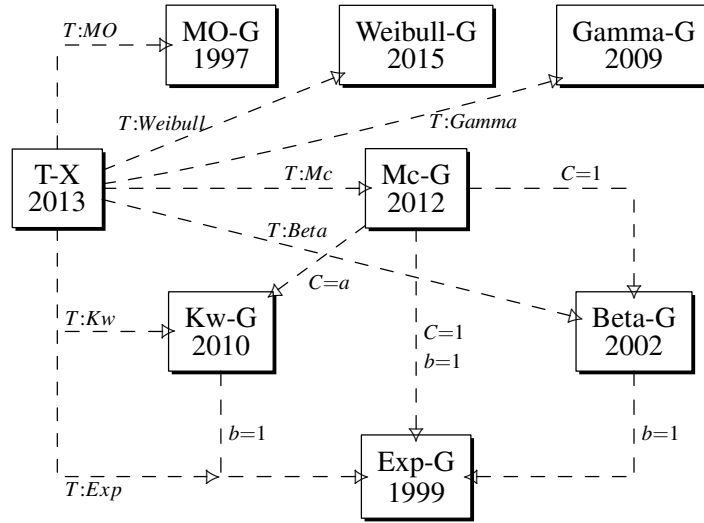 T:MO
MO-G
1997
Weibull-G
2015
Gamma-G
2009
T:Weibull
T:Gamma
T-X
2013
T:Mc
Mc-G
2012
C=1
T:Beta
C=a
T:Kw
Kw-G
2010
C=1
b=1
Beta-G
2002
b=1
b=1
T:Exp
Exp-G
1999